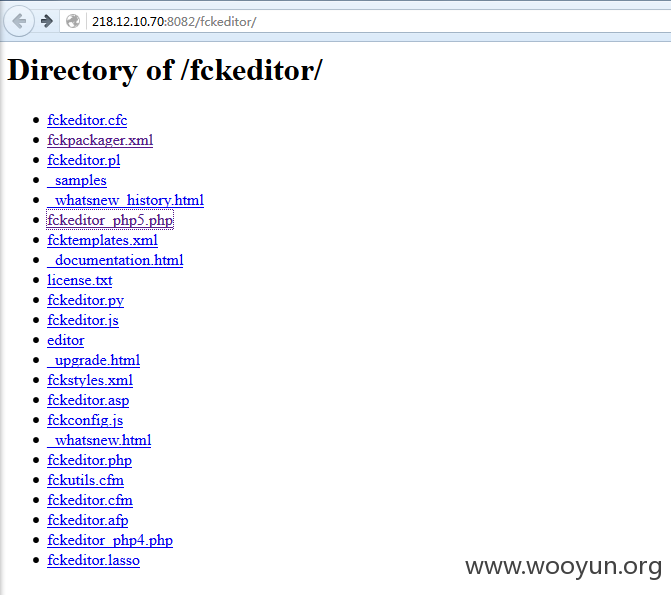 218.12.10.70:8082/fckeditor/
Directory of /fckeditor/
fckeditor.cfc
fckpackager.xml
fckeditor.pl
_samples
_whatsnew_history.html
fckeditor_php5.php
fcktemplates.xml
_documentation.html
license.txt
fckeditor.py
fckeditor.js
editor
_upgrade.html
fckstyles.xml
fckeditor.asp
fckconfig.js
_whatsnew.html
fckeditor.php
fckutils.cfm
fckeditor.cfm
fckeditor.afp
fckeditor_php4.php
fckeditor.lasso
www.wooyun.org